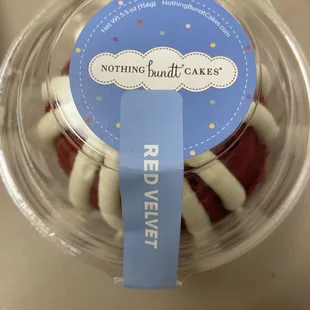 Net Wt. 5.5 oz (156g) • NothingBundtCakes.com
NOTHING bundt CAKES®
RED VELVET